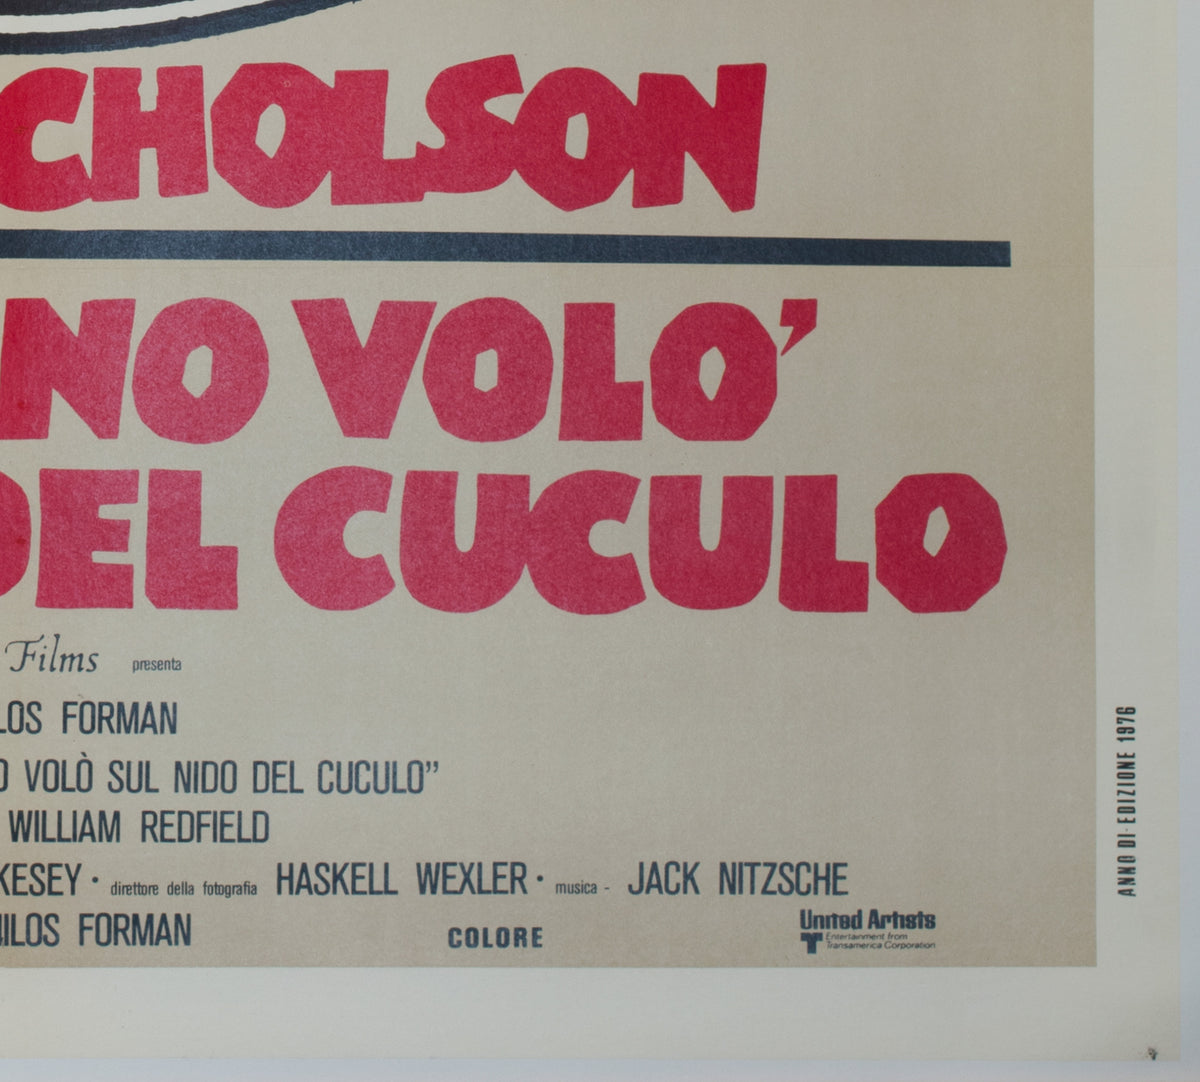 CHOLSON
NO VOLO'
DEL CUCULO
Films presenta
LOS FORMAN
O VOLÒ SUL NIDO DEL CUCULO”
WILLIAM REDFIELD
KESEY · direttore della fotografia HASKELL WEXLER · musica - JACK NITZSCHE
MILOS FORMAN COLORE
United Artists
Entertainment from
Transamerica Corporation
ANNO DI EDIZIONE 1976